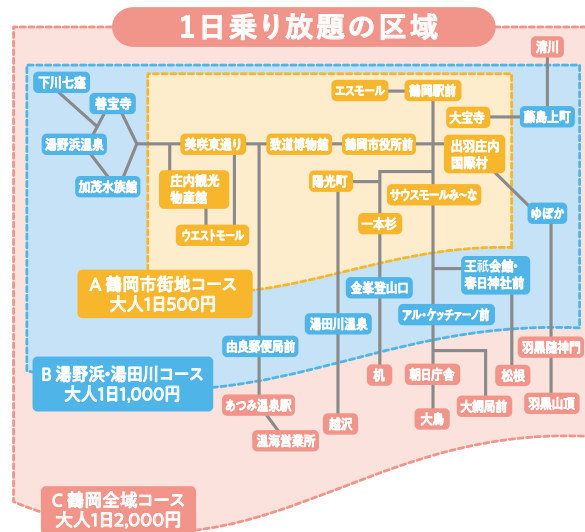 1日乗り放題の区域
清川
下川七窪
善宝寺
エスモール
鶴岡駅前
大宝寺
藤島上町
湯野浜温泉
美咲東通り
致道博物館
鶴岡市役所前
出羽庄内
国際村
加茂水族館
庄内観光
物産館
陽光町
サウスモールみ〜な
ゆぽか
ウエストモール
一本杉
A 鶴岡市街地コース
大人1日500円
金峯登山口
王祇会館・
春日神社前
湯田川温泉
アル・ケッチァーノ前
由良郵便局前
羽黒随神門
B 湯野浜・湯田川コース
大人1日1,000円
机
朝日庁舎
松根
あつみ温泉駅
越沢
大鳥
大網局前
羽黒山頂
温海営業所
C 鶴岡全域コース
大人1日2,000円